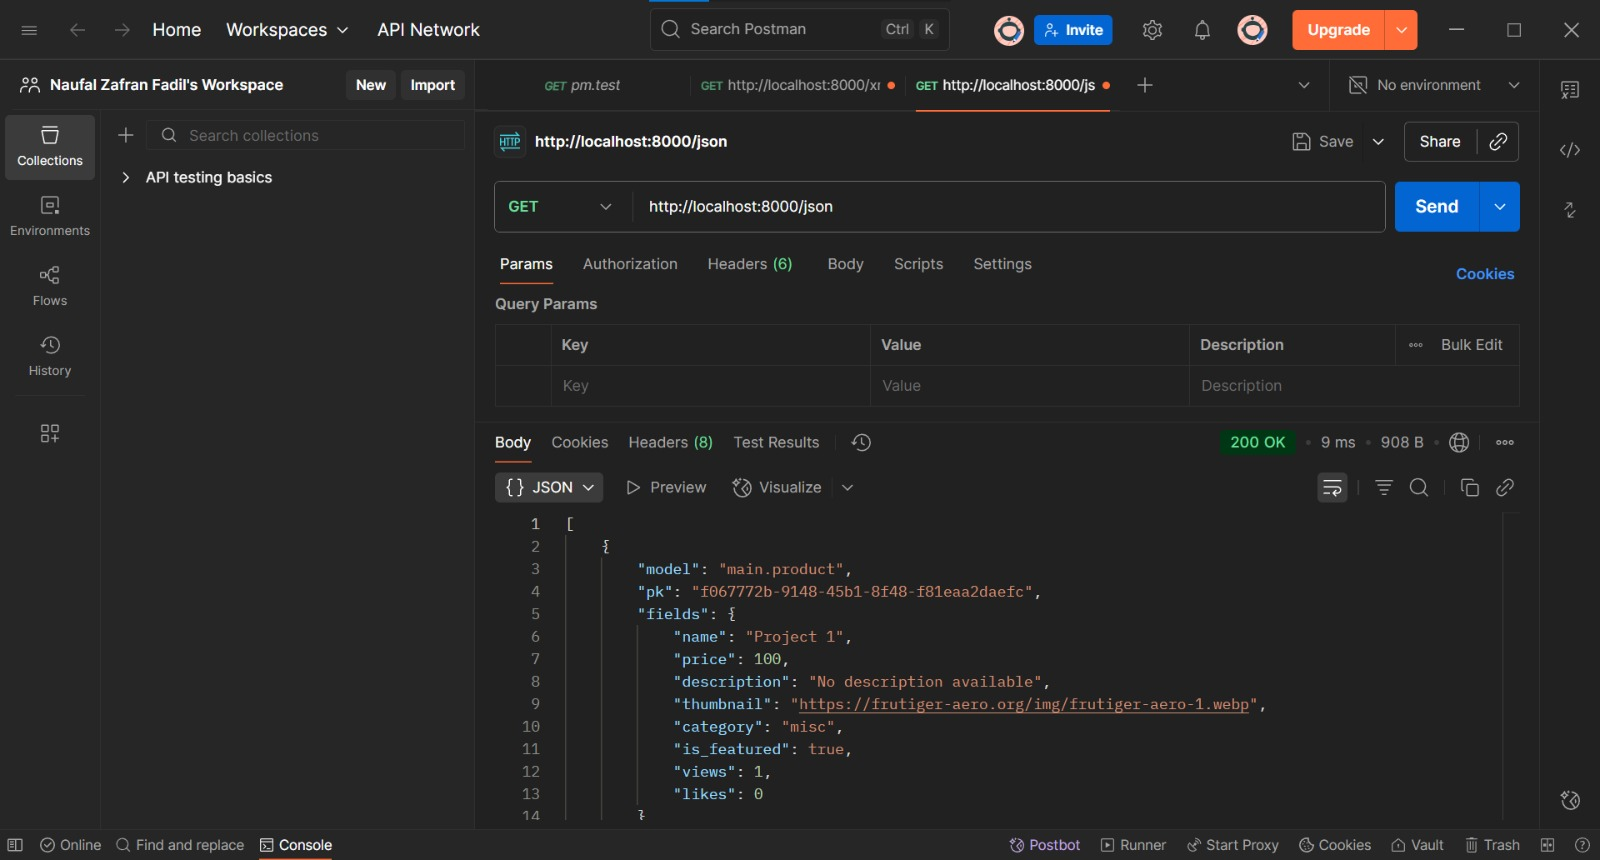 Home Workspaces API Network Search Postman Ctrl K Invite Upgrade
Naufal Zafran Fadil's Workspace New Import GET pm.test GET http://localhost:8000/xr GET http://localhost:8000/js No environment
Collections
Environments
Flows
History
Search collections
API testing basics
HTTP http://localhost:8000/json Save Share
GET http://localhost:8000/json Send
Params Authorization Headers (6) Body Scripts Settings Cookies
Query Params
Key Value Description Bulk Edit
Key Value Description
Body Cookies Headers (8) Test Results 200 OK 9 ms 908 B
{} JSON Preview Visualize
1 [
2 {
3 "model": "main.product",
4 "pk": "f067772b-9148-45b1-8f48-f81eaa2daefc",
5 "fields": {
6 "name": "Project 1",
7 "price": 100,
8 "description": "No description available",
9 "thumbnail": "https://frutiger-aero.org/img/frutiger-aero-1.webp",
10 "category": "misc",
11 "is_featured": true,
12 "views": 1,
13 "likes": 0
14 }
Online Find and replace Console Postbot Runner Start Proxy Cookies Vault Trash